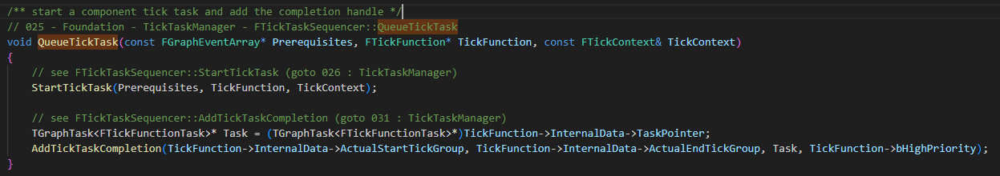 /** start a component tick task and add the completion handle */
// 025 - Foundation - TickTaskManager - FTickTaskSequencer::QueueTickTask
void QueueTickTask(const FGraphEventArray* Prerequisites, FTickFunction* TickFunction, const FTickContext& TickContext)
{
    // see FTickTaskSequencer::StartTickTask (goto 026 : TickTaskManager)
    StartTickTask(Prerequisites, TickFunction, TickContext);

    // see FTickTaskSequencer::AddTickTaskCompletion (goto 031 : TickTaskManager)
    TGraphTask<FTickFunctionTask>* Task = (TGraphTask<FTickFunctionTask>*)TickFunction->InternalData->TaskPointer;
    AddTickTaskCompletion(TickFunction->InternalData->ActualStartTickGroup, TickFunction->InternalData->ActualEndTickGroup, Task, TickFunction->bHighPriority);
}